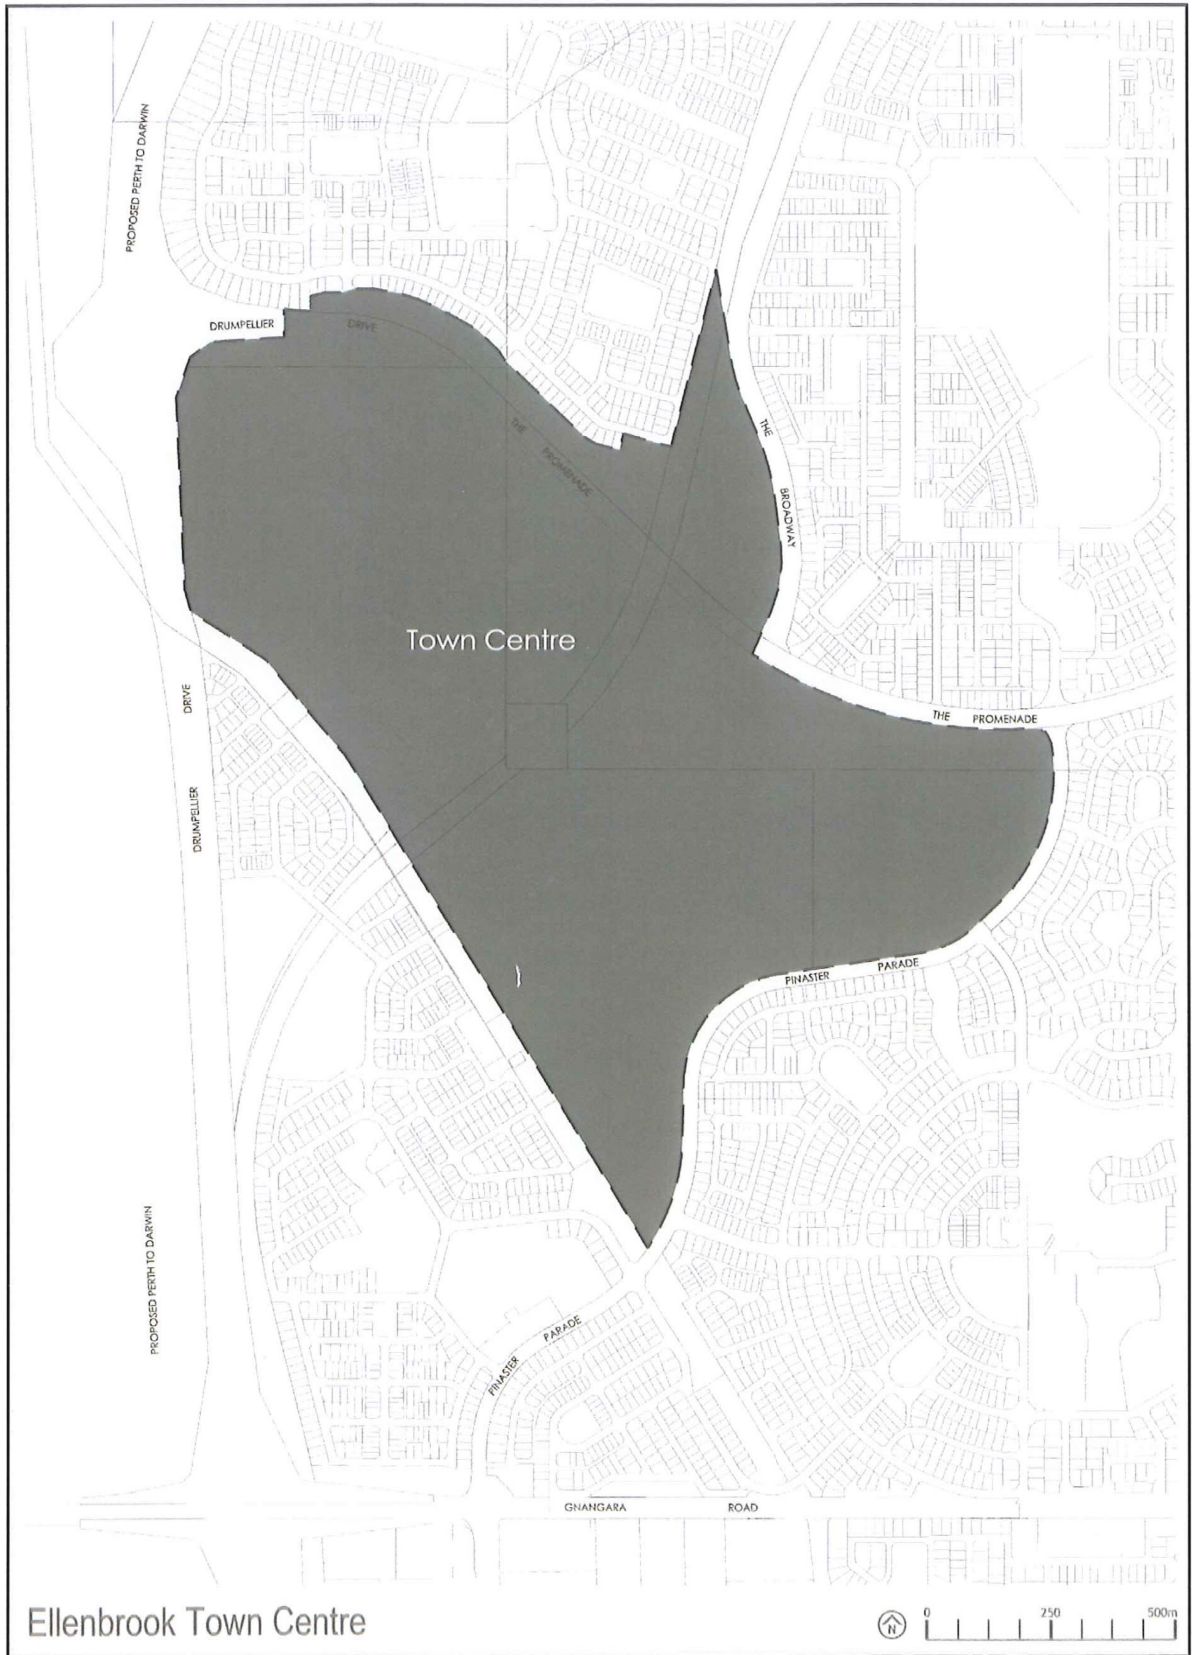 PROPOSED PERTH TO DARWIN
DRUMPELLIER
DRIVE
THE
PROMENADE
THE
BROADWAY
Town Centre
DRIVE
DRUMPELLIER
THE PROMENADE
PINASTER PARADE
PROPOSED PERTH TO DARWIN
PARADE
PINASTER
GNANGARA ROAD
Ellenbrook Town Centre
N
0 250 500m